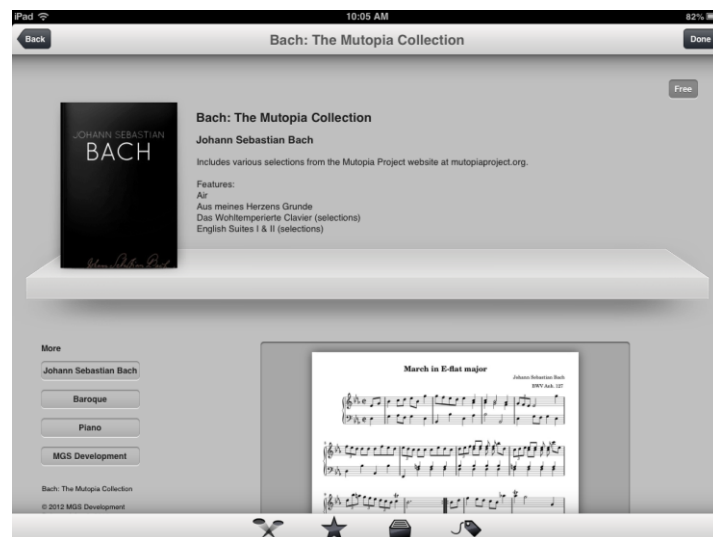 iPad
10:05 AM
82%
Back
Bach: The Mutopia Collection
Done
Free
JOHANN SEBASTIAN
BACH
Bach: The Mutopia Collection
Johann Sebastian Bach
Includes various selections from the Mutopia Project website at mutopiaproject.org.
Features:
Air
Aus meines Herzens Grunde
Das Wohltemperierte Clavier (selections)
English Suites I & II (selections)
More
Johann Sebastian Bach
Baroque
Piano
MGS Development
Bach: The Mutopia Collection
© 2012 MGS Development
March in E-flat major
Johann Sebastian Bach
BWV Anh. 127